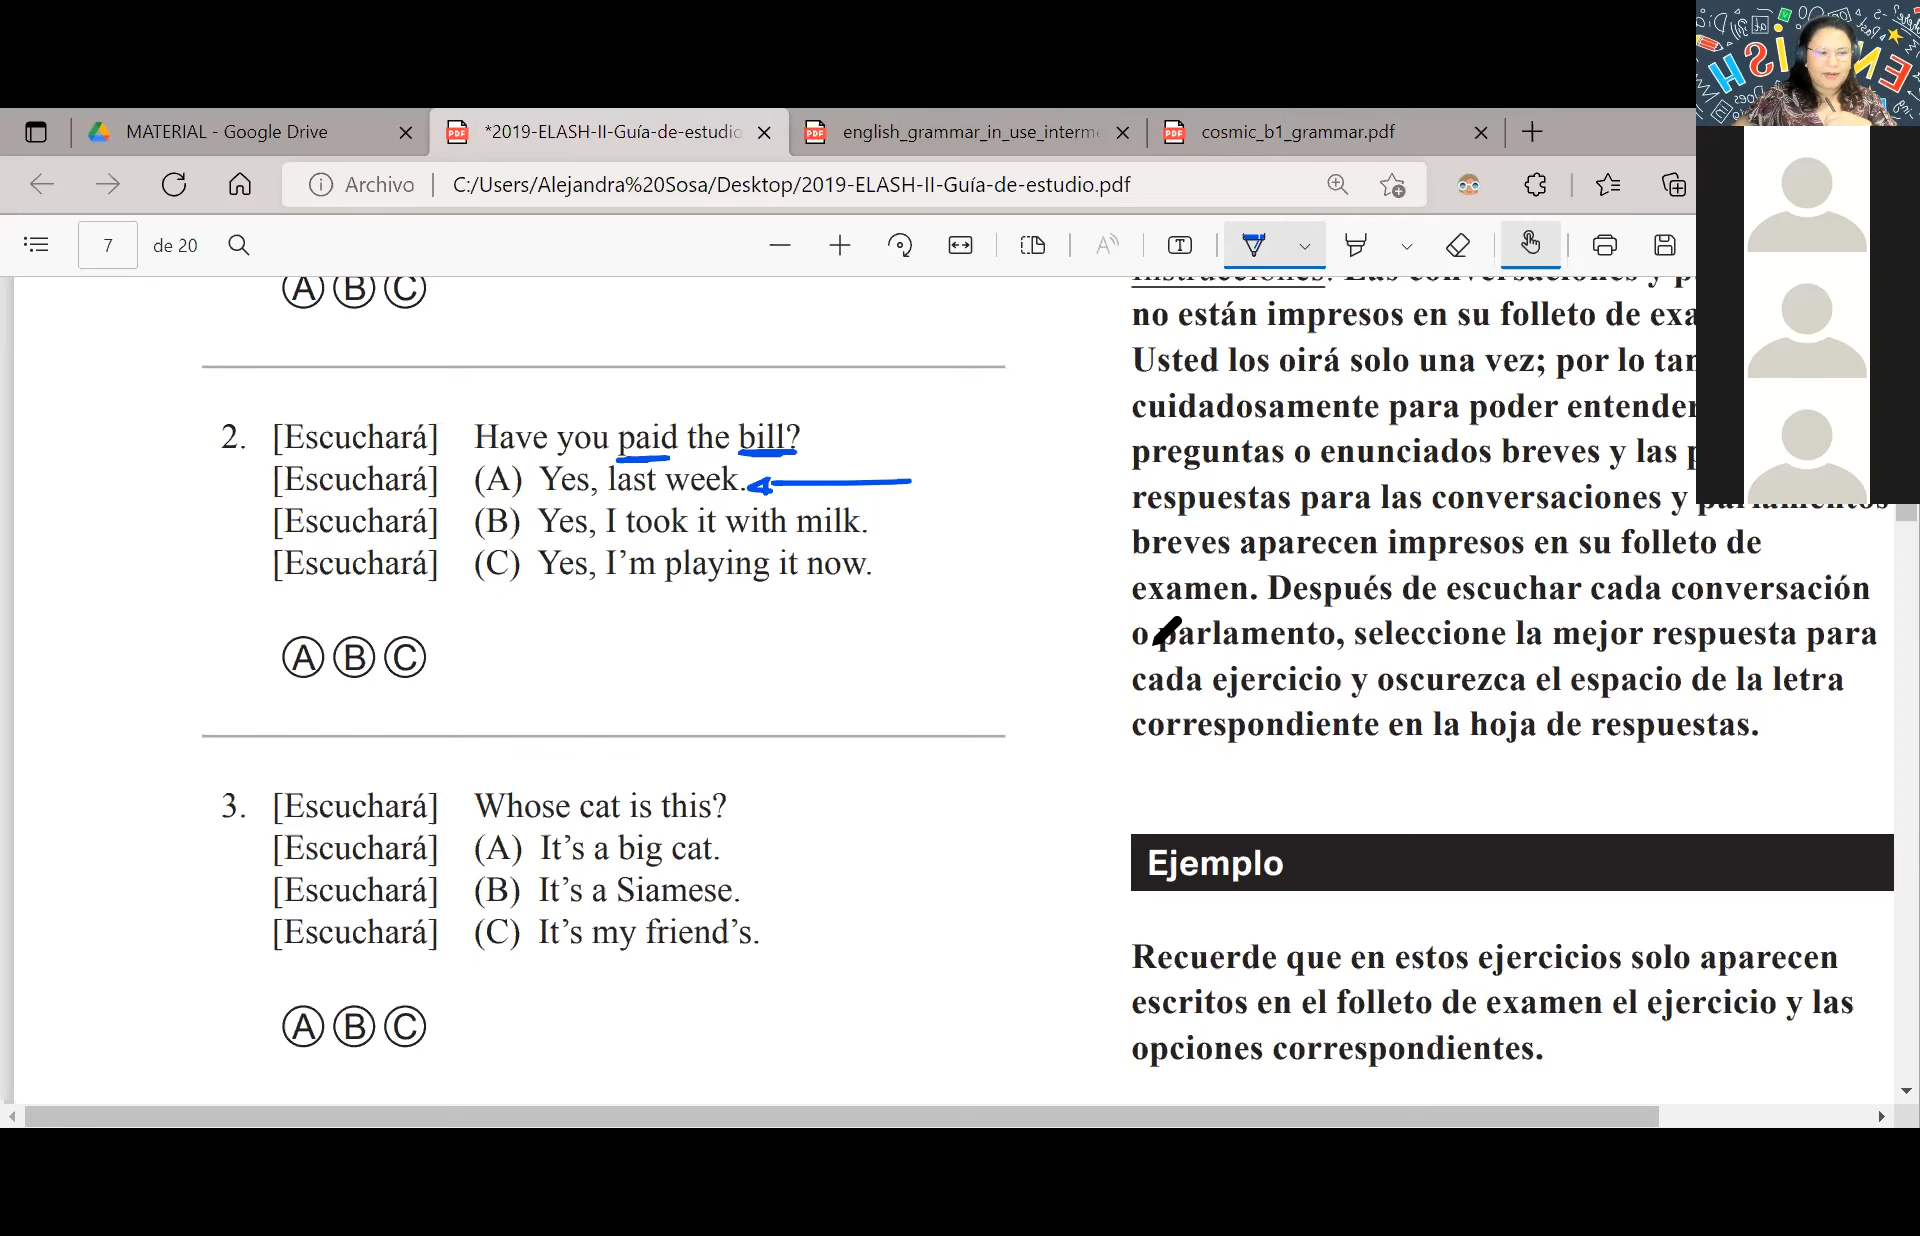 MATERIAL - Google Drive
*2019-ELASH-II-Guía-de-estudio
english_grammar_in_use_interme
cosmic_b1_grammar.pdf
Archivo
C:/Users/Alejandra%20Sosa/Desktop/2019-ELASH-II-Guía-de-estudio.pdf
7 de 20
A B C
2. [Escuchará] Have you paid the bill?
[Escuchará] (A) Yes, last week.
[Escuchará] (B) Yes, I took it with milk.
[Escuchará] (C) Yes, I'm playing it now.
A B C
3. [Escuchará] Whose cat is this?
[Escuchará] (A) It's a big cat.
[Escuchará] (B) It's a Siamese.
[Escuchará] (C) It's my friend's.
A B C
Instrucciones: Las conversaciones y
no están impresos en su folleto de
Usted los oirá solo una vez; por lo
cuidadosamente para poder entender
preguntas o enunciados breves y las
respuestas para las conversaciones y parlamentos
breves aparecen impresos en su folleto de
examen. Después de escuchar cada conversación
o parlamento, seleccione la mejor respuesta para
cada ejercicio y oscurezca el espacio de la letra
correspondiente en la hoja de respuestas.
Ejemplo
Recuerde que en estos ejercicios solo aparecen
escritos en el folleto de examen el ejercicio y las
opciones correspondientes.